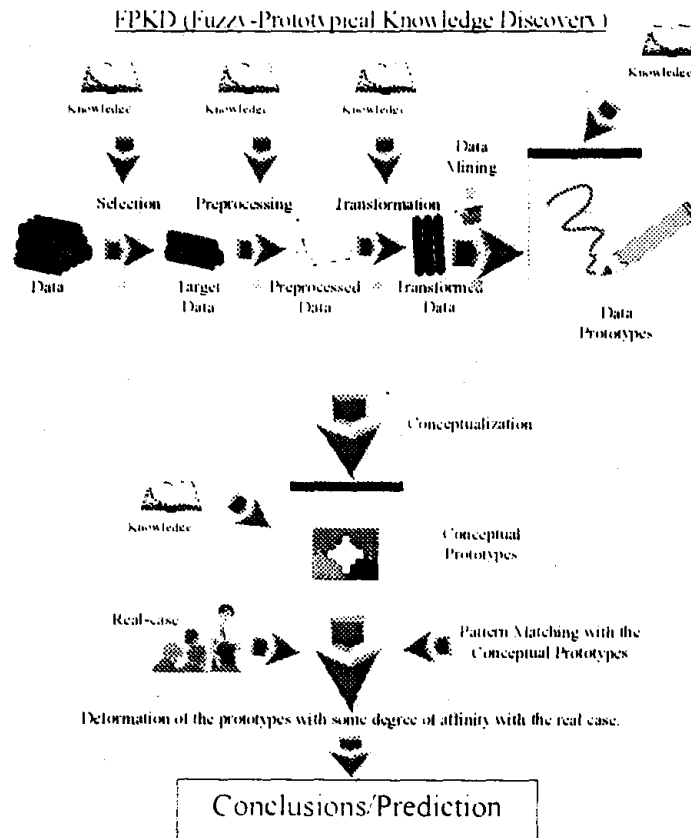 FPKD (Fuzzy-Prototypical Knowledge Discovery)
Knowledge
Knowledge
Knowledge
Knowledge
Data
Mining
Selection
Preprocessing
Transformation
Data
Target
Data
Preprocessed
Data
Transformed
Data
Data
Prototypes
Conceptualization
Knowledge
Conceptual
Prototypes
Real-case
Pattern Matching with the
Conceptual Prototypes
Deformation of the prototypes with some degree of affinity with the real case.
Conclusions/Prediction